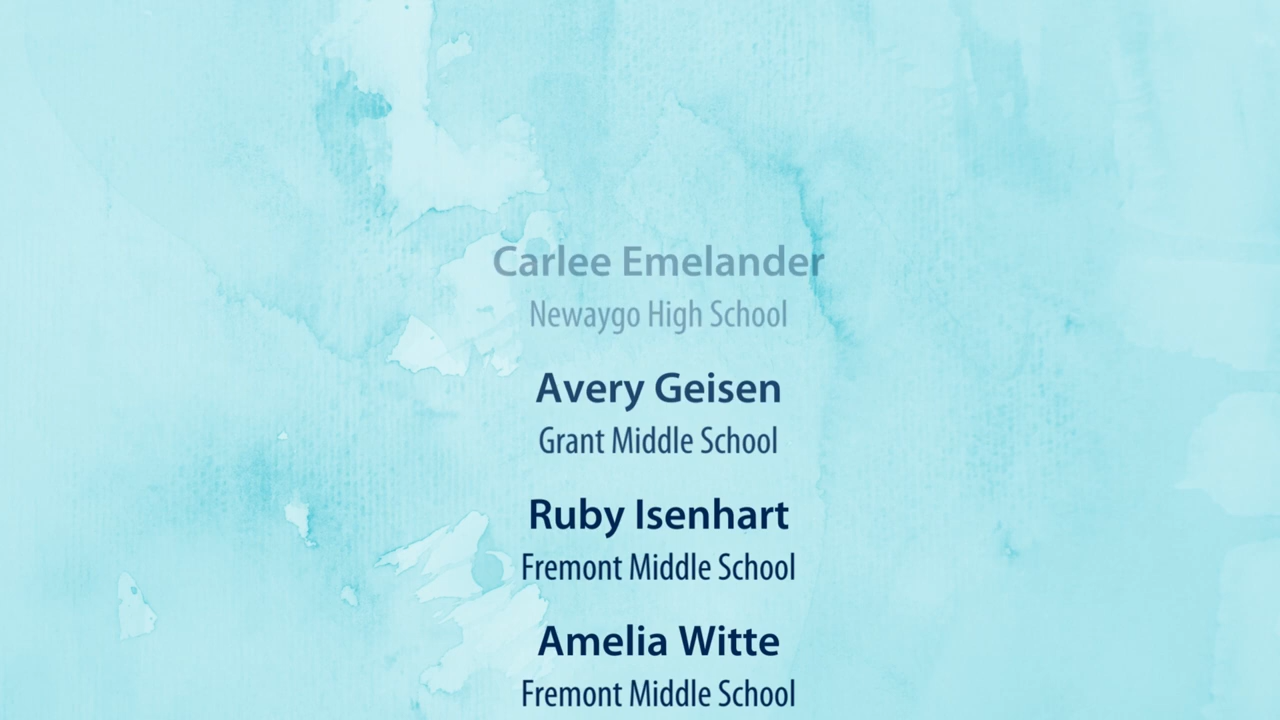 Carlee Emelander
Newaygo High School
Avery Geisen
Grant Middle School
Ruby Isenhart
Fremont Middle School
Amelia Witte
Fremont Middle School